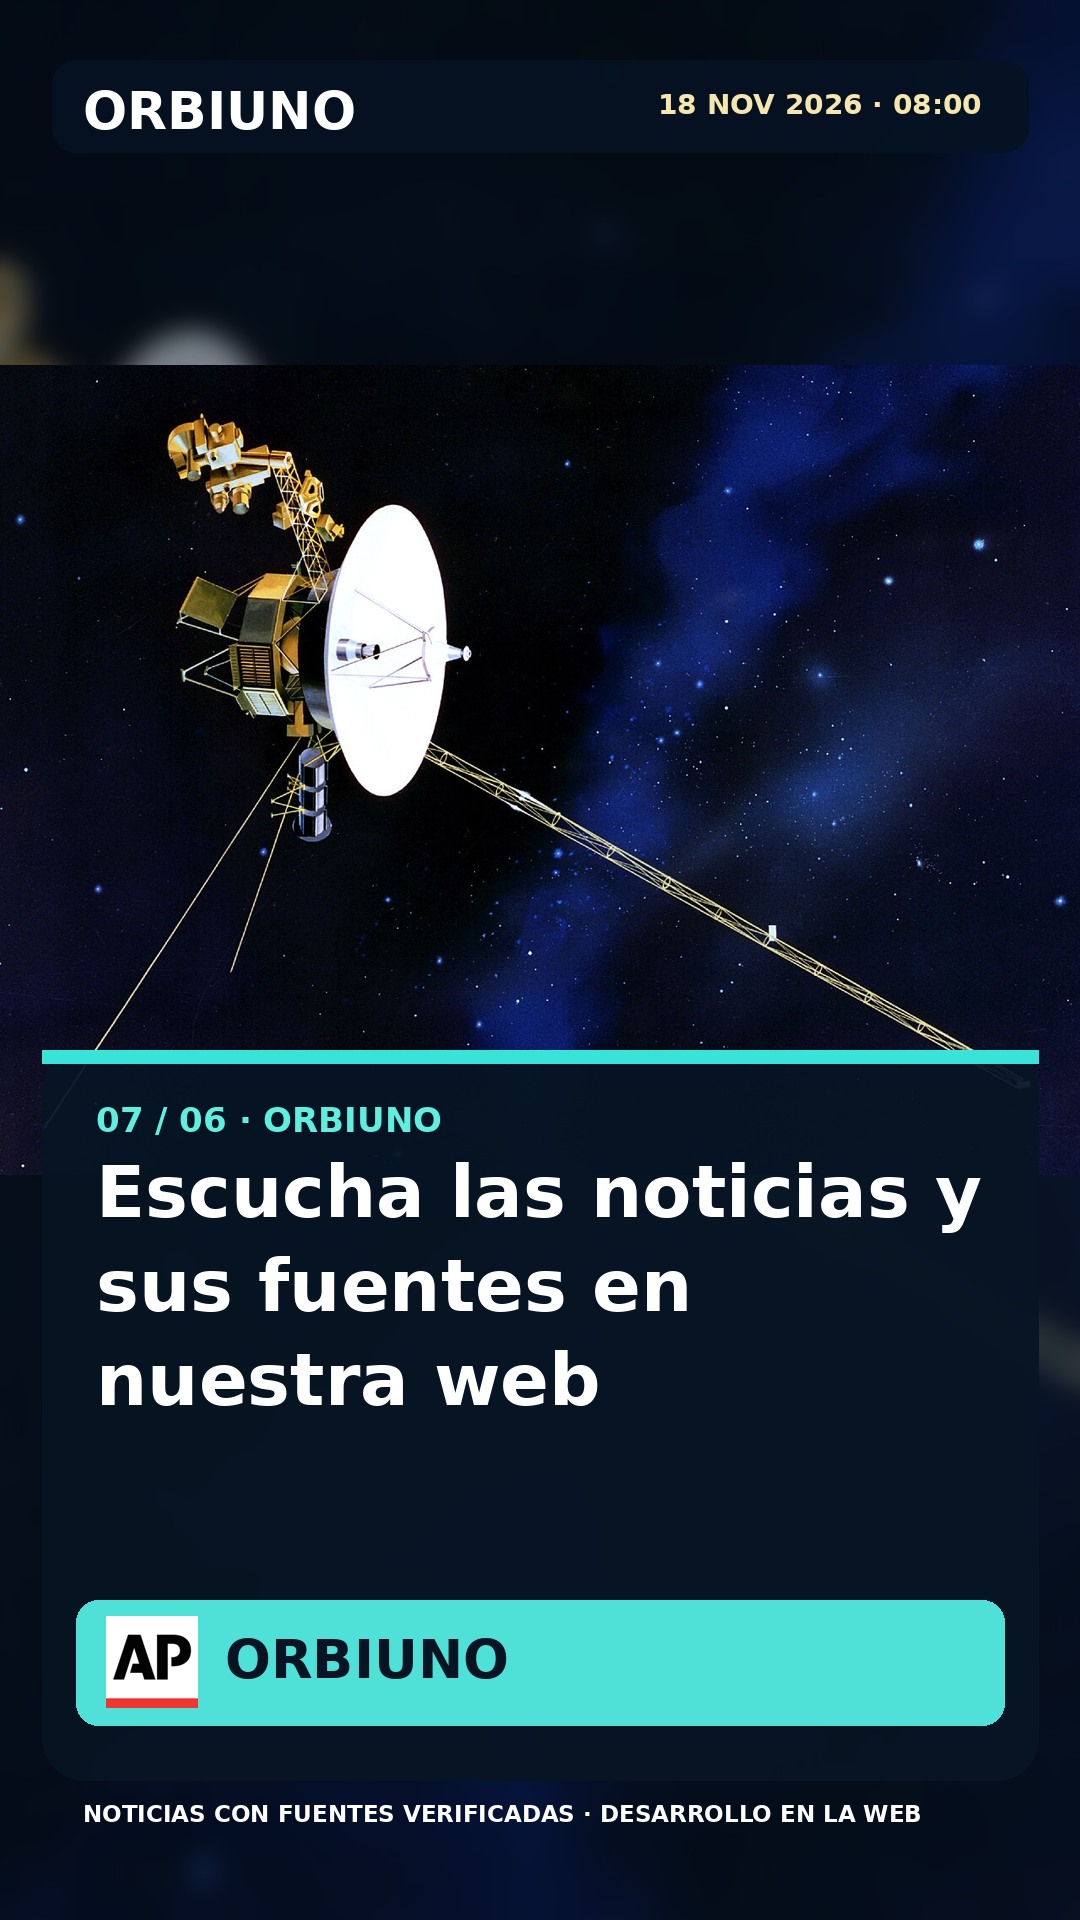 ORBIUNO
18 NOV 2026 · 08:00
07 / 06 · ORBIUNO
Escucha las noticias y
sus fuentes en
nuestra web
AP
ORBIUNO
NOTICIAS CON FUENTES VERIFICADAS · DESARROLLO EN LA WEB